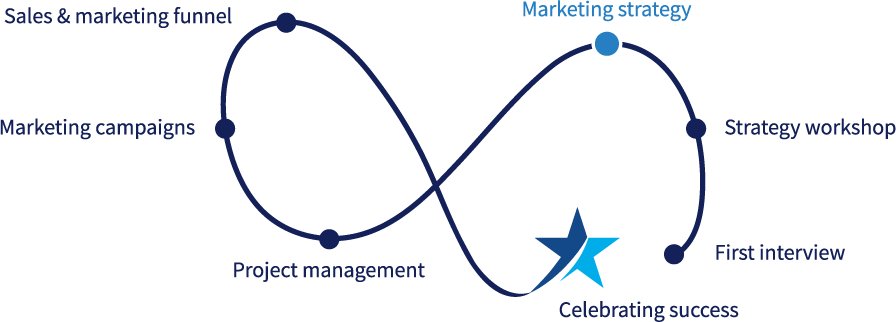 Sales & marketing funnel
Marketing strategy
Marketing campaigns
Strategy workshop
Project management
First interview
Celebrating success